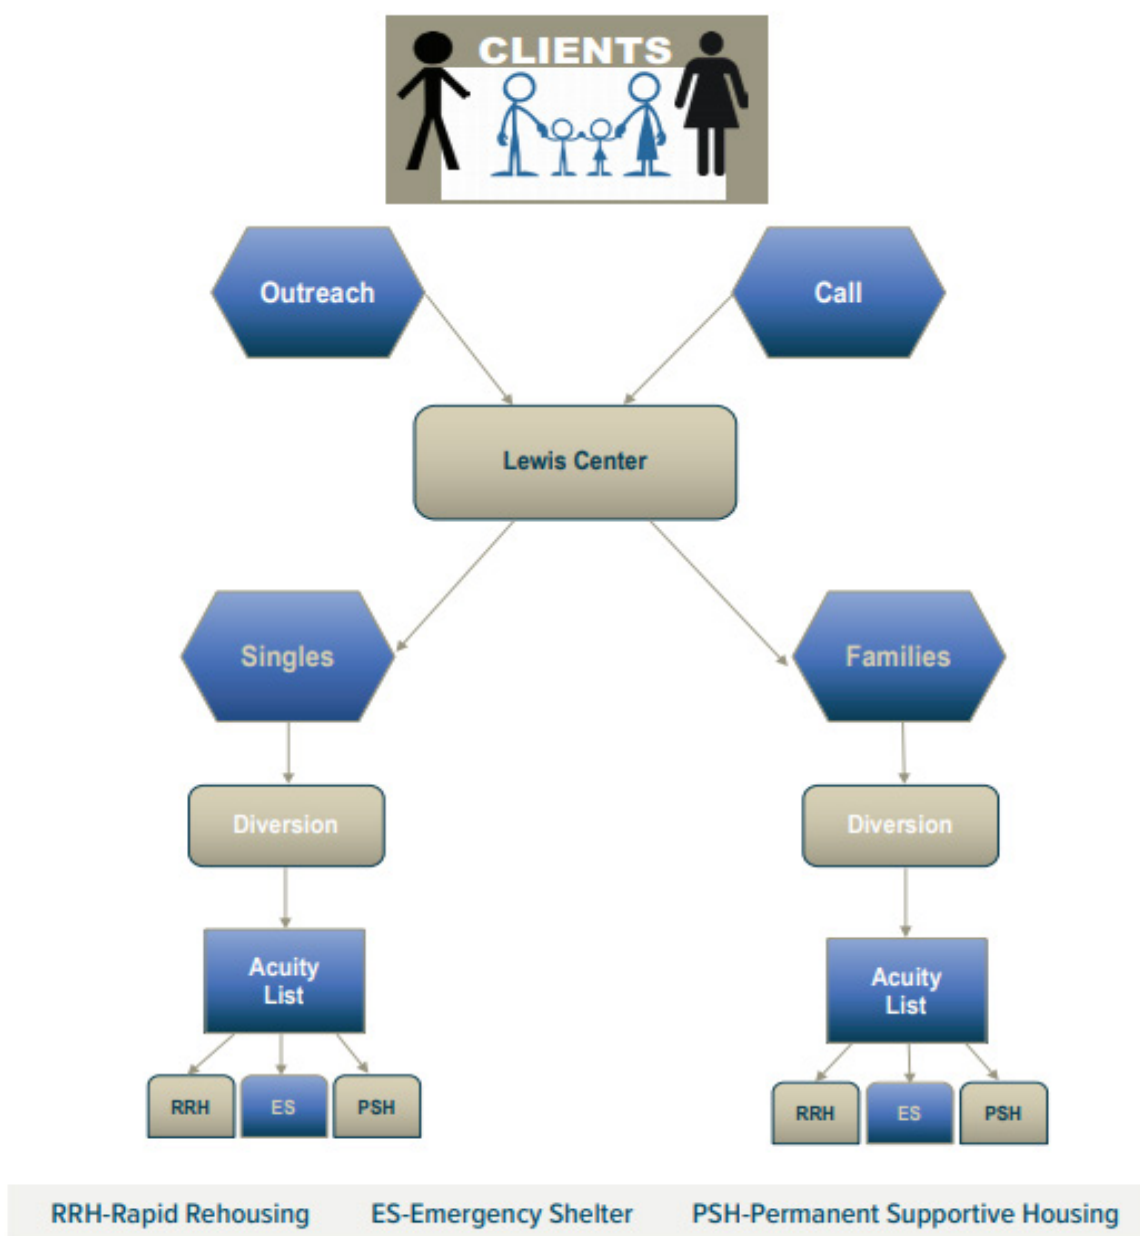 CLIENTS
Outreach
Call
Lewis Center
Singles
Families
Diversion
Diversion
Acuity
List
Acuity
List
RRH
ES
PSH
RRH
ES
PSH
RRH-Rapid Rehousing
ES-Emergency Shelter
PSH-Permanent Supportive Housing